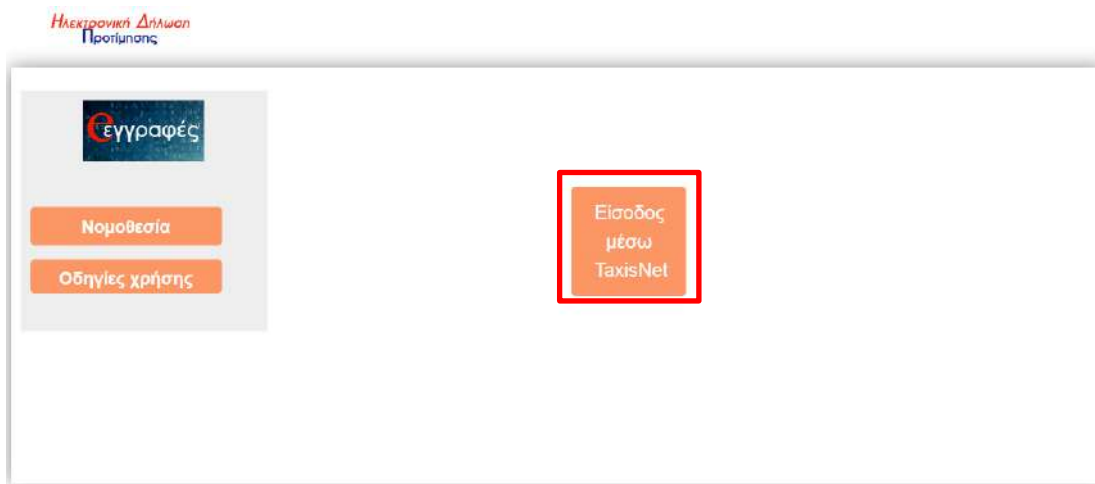 Ηλεκτρονική Δήλωση
Προτίμησης
eεγγραφές
Νομοθεσία
Οδηγίες χρήσης
Είσοδος
μέσω
TaxisNet